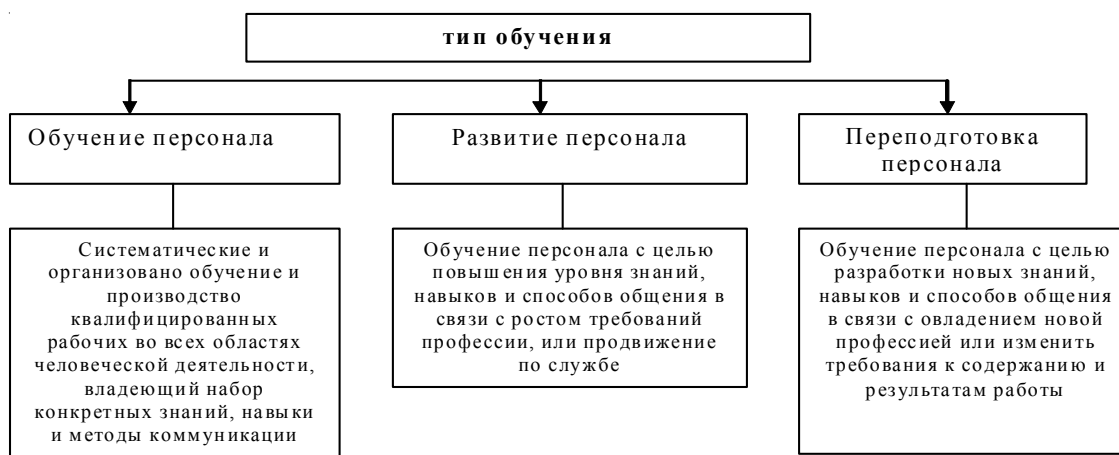 тип обучения
Обучение персонала
Развитие персонала
Переподготовка
персонала
Систематические и
организовано обучение и
производство
квалифицированных
рабочих во всех областях
человеческой деятельности,
владеющий набор
конкретных знаний, навыки
и методы коммуникации
Обучение персонала с целью
повышения уровня знаний,
навыков и способов общения в
связи с ростом требований
профессии, или продвижение
по службе
Обучение персонала с целью
разработки новых знаний,
навыков и способов общения
в связи с овладением новой
профессией или изменить
требования к содержанию и
результатам работы